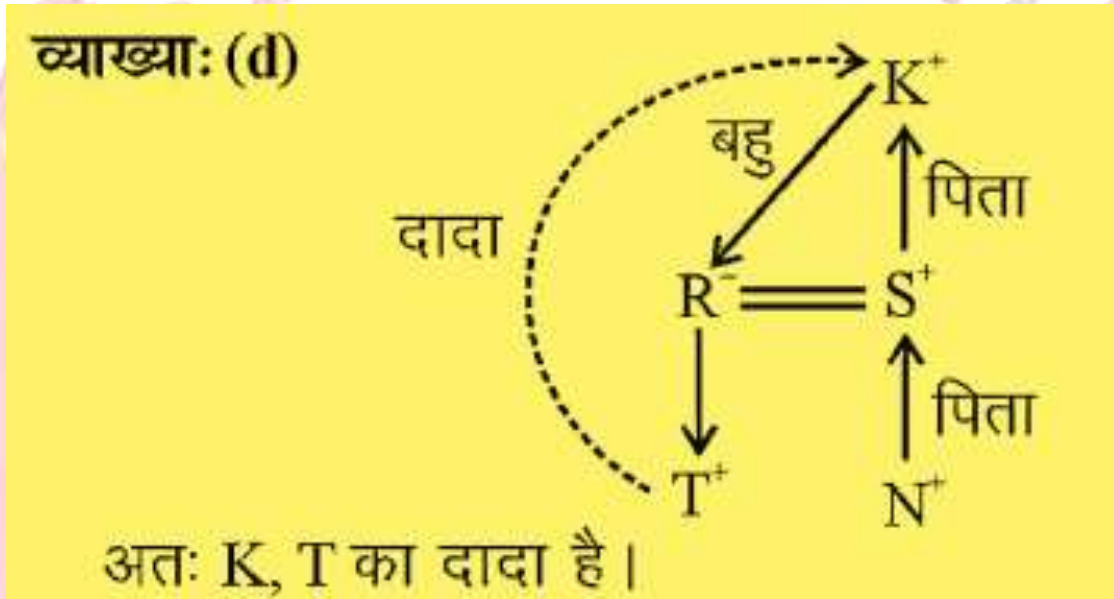 व्याख्या: (d)
K⁺
बहु
पिता
दादा
R⁻ S⁺
पिता
T⁺ N⁺
अतः K, T का दादा है।